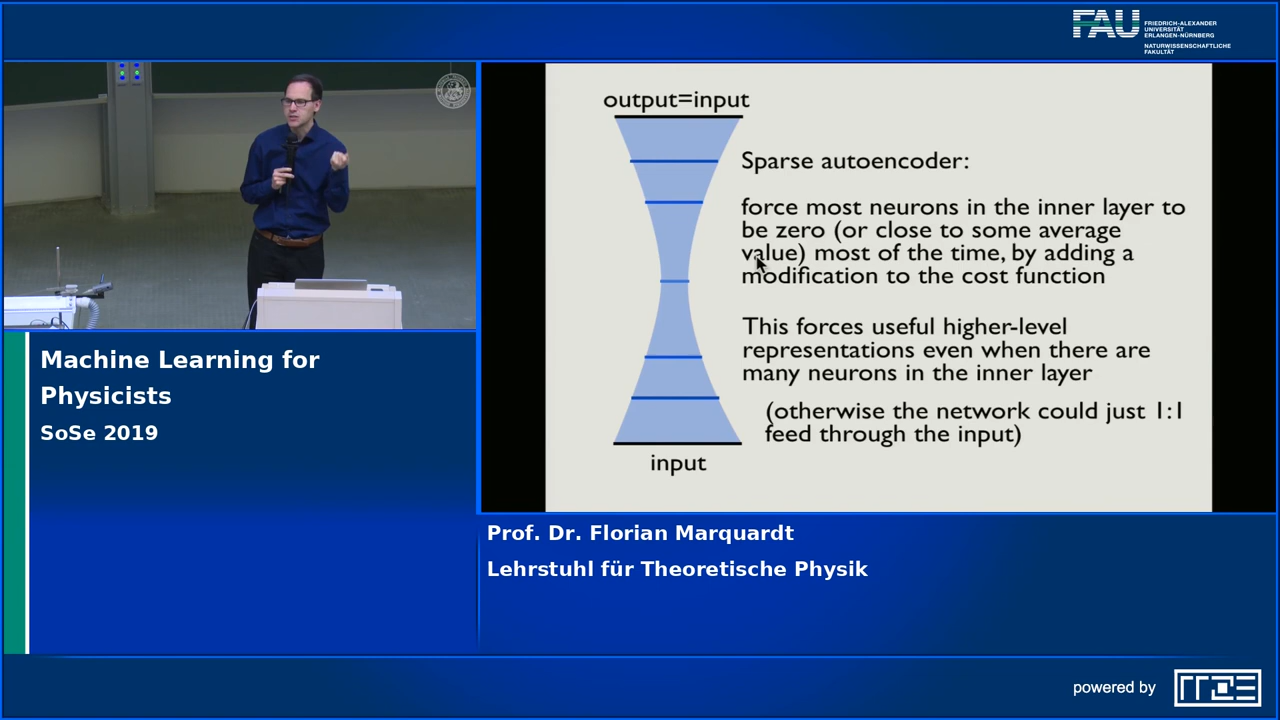 FAU
FRIEDRICH-ALEXANDER
UNIVERSITÄT
ERLANGEN-NÜRNBERG
NATURWISSENSCHAFTLICHE
FAKULTÄT
output=input
Sparse autoencoder:
force most neurons in the inner layer to
be zero (or close to some average
value) most of the time, by adding a
modification to the cost function
This forces useful higher-level
representations even when there are
many neurons in the inner layer
(otherwise the network could just 1:1
feed through the input)
input
Machine Learning for
Physicists
SoSe 2019
Prof. Dr. Florian Marquardt
Lehrstuhl für Theoretische Physik
powered by